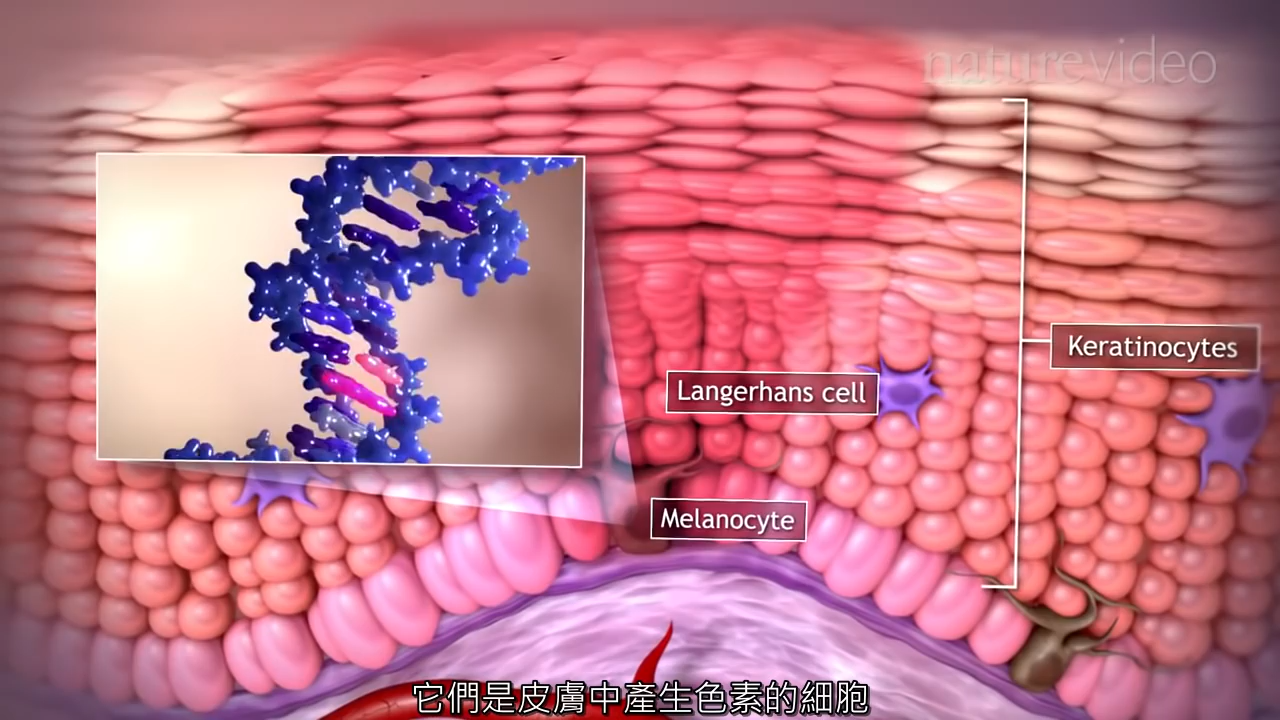 naturevideo
Keratinocytes
Langerhans cell
Melanocyte
它們是皮膚中產生色素的細胞